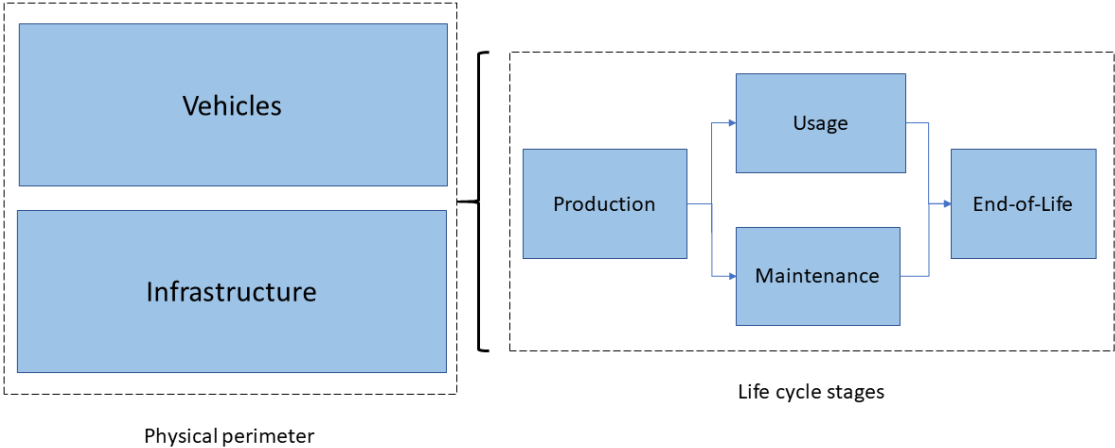 Vehicles
Infrastructure
Physical perimeter
Production
Usage
Maintenance
End-of-Life
Life cycle stages